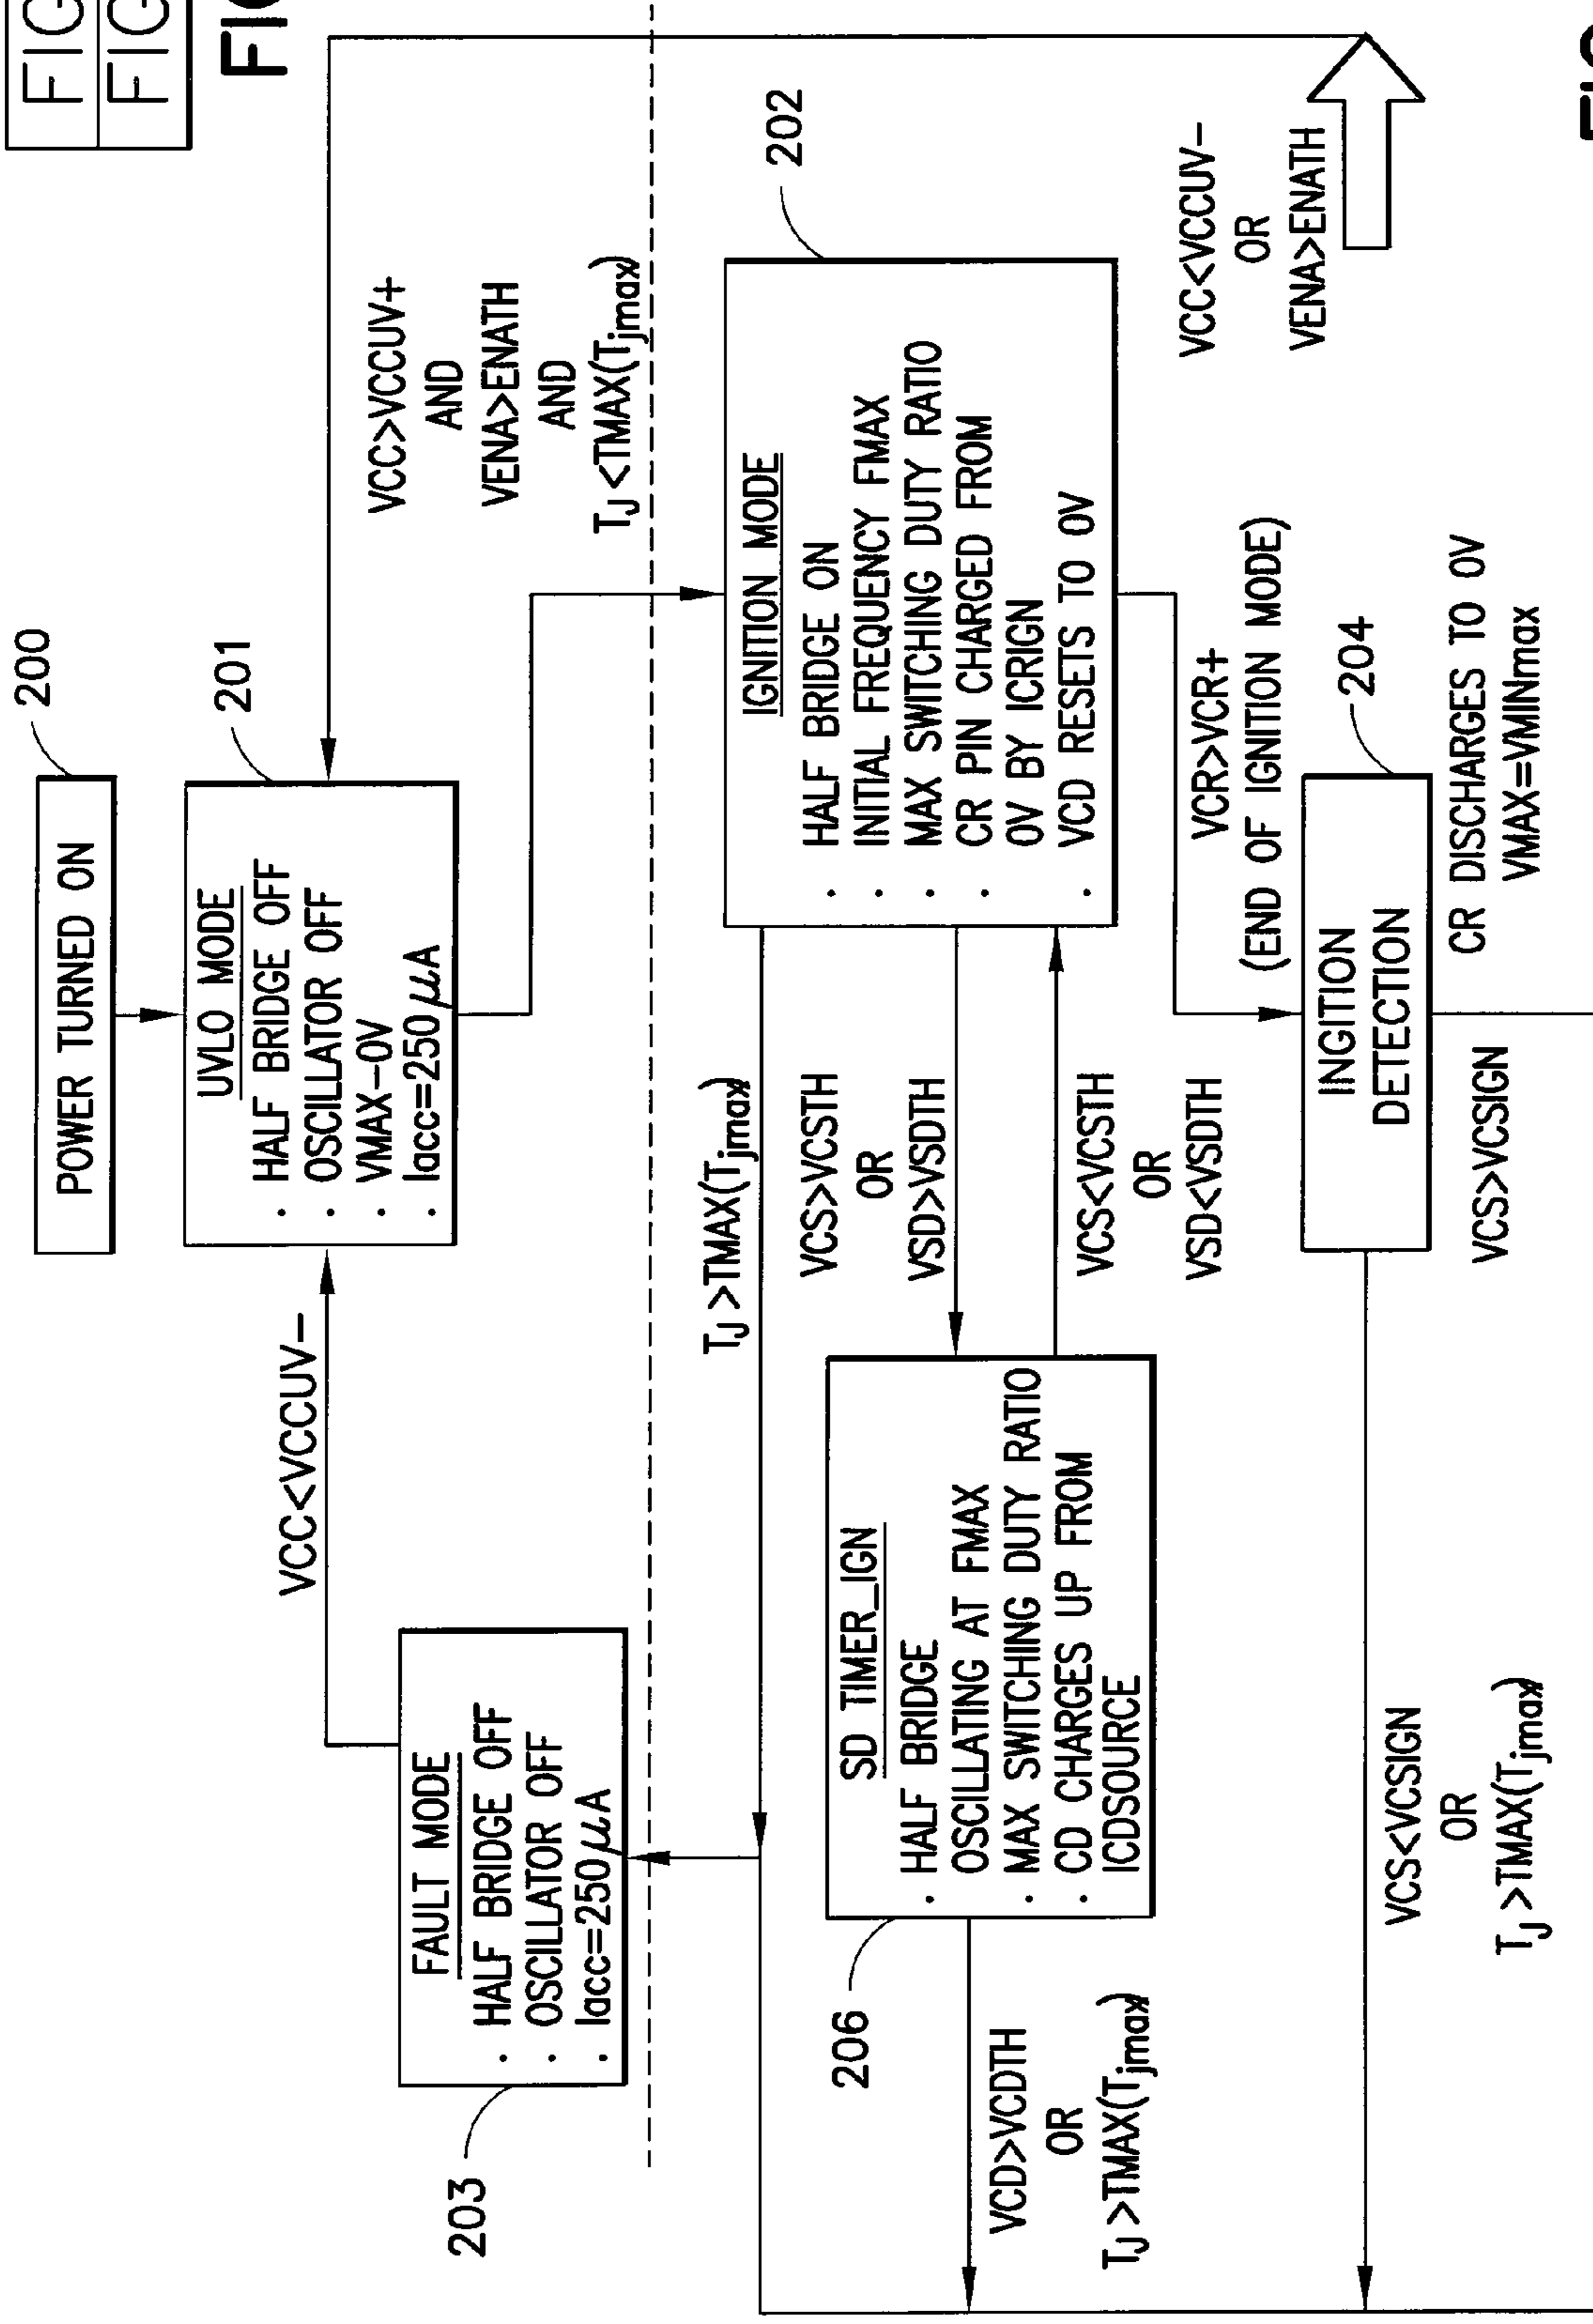 FIG
FIG
FIG
200
POWER TURNED ON
201
UVLO MODE
· HALF BRIDGE OFF
· OSCILLATOR OFF
· VMAX-0V
· Iacc=250μA
VCC<VCCUV-
203
FAULT MODE
· HALF BRIDGE OFF
· OSCILLATOR OFF
· Iacc=250μA
VCC>VCCUV+
AND
VENA>ENATH
AND
TJ<TMAX(Tjmax)
TJ>TMAX(Tjmax)
202
IGNITION MODE
· HALF BRIDGE ON
· INITIAL FREQUENCY FMAX
· MAX SWITCHING DUTY RATIO
· CR PIN CHARGED FROM
0V BY ICRIGN
· VCD RESETS TO 0V
VCS>VCSTH
OR
VSD>VSDTH
VCS<VCSTH
OR
VSD<VSDTH
206
SD TIMER_IGN
· HALF BRIDGE
OSCILLATING AT FMAX
· MAX SWITCHING DUTY RATIO
· CD CHARGES UP FROM
ICDSOURCE
VCD>VCDTH
OR
TJ>TMAX(Tjmax)
VCC<VCCUV-
OR
VENA>ENATH
VCR>VCR+
(END OF IGNITION MODE)
204
INGITION
DETECTION
VCS<VCSIGN
OR
TJ>TMAX(Tjmax)
VCS>VCSIGN
CR DISCHARGES TO 0V
VMAX=VMINmax